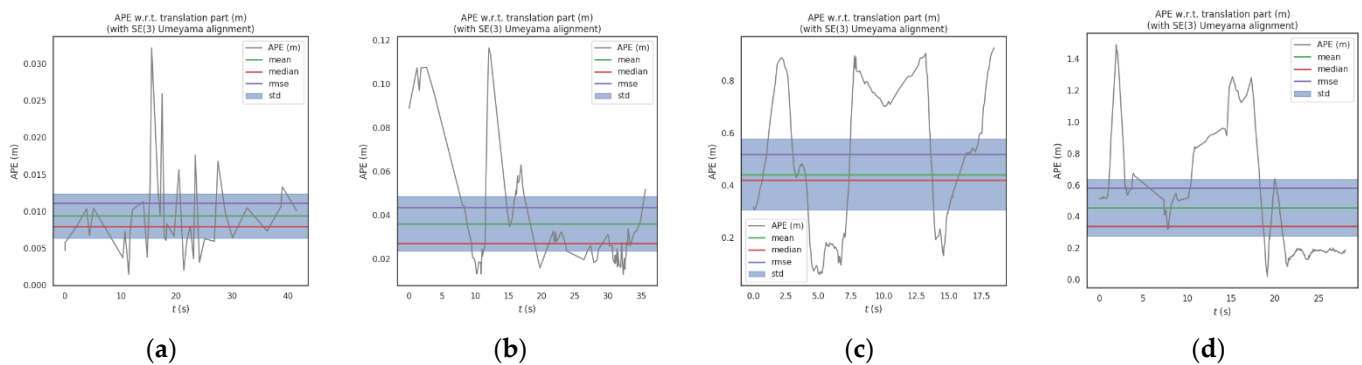 APE w.r.t. translation part (m)
(with SE(3) Umeyama alignment)
APE (m)
mean
median
rmse
std
0.030
0.025
0.020
0.015
0.010
0.005
0.000
APE (m)
0 10 20 30 40
t (s)
(a)
APE w.r.t. translation part (m)
(with SE(3) Umeyama alignment)
APE (m)
mean
median
rmse
std
0.12
0.10
0.08
0.06
0.04
0.02
APE (m)
0 5 10 15 20 25 30 35
t (s)
(b)
APE w.r.t. translation part (m)
(with SE(3) Umeyama alignment)
0.8
0.6
0.4
0.2
APE (m)
APE (m)
mean
median
rmse
std
0.0 2.5 5.0 7.5 10.0 12.5 15.0 17.5
t (s)
(c)
APE w.r.t. translation part (m)
(with SE(3) Umeyama alignment)
APE (m)
mean
median
rmse
std
1.4
1.2
1.0
0.8
0.6
0.4
0.2
0.0
APE (m)
0 5 10 15 20 25
t (s)
(d)